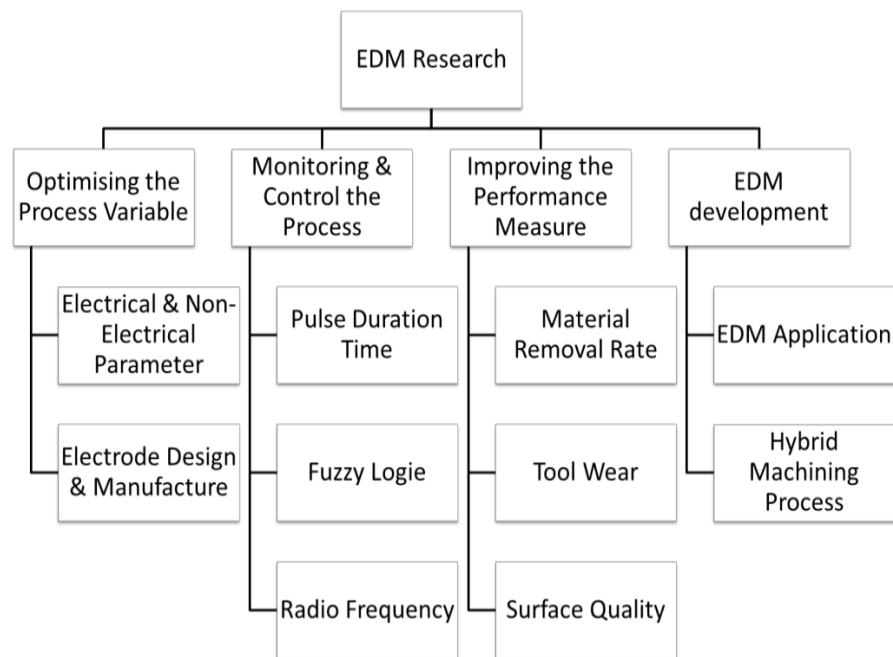 EDM Research
Optimising the
Process Variable
Monitoring &
Control the
Process
Improving the
Performance
Measure
EDM
development
Electrical & Non-
Electrical
Parameter
Pulse Duration
Time
Material
Removal Rate
EDM Application
Electrode Design
& Manufacture
Fuzzy Logie
Tool Wear
Hybrid
Machining
Process
Radio Frequency
Surface Quality